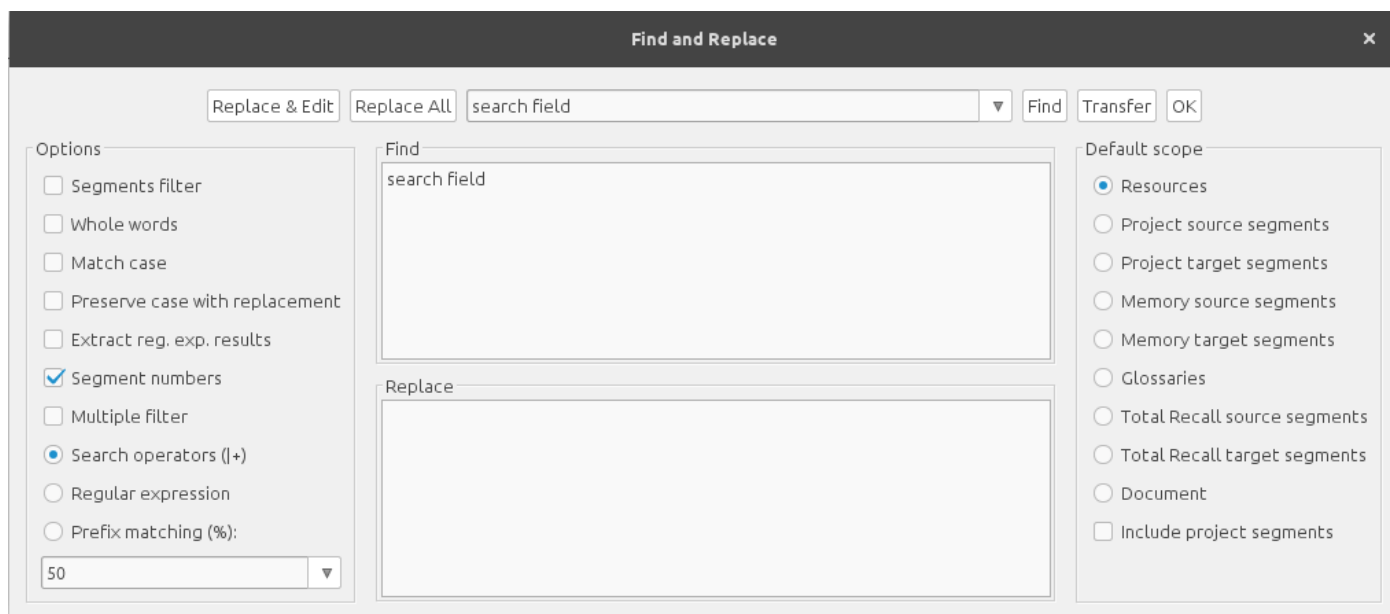 Find and Replace
×
Replace & Edit Replace All search field Find Transfer OK
Options
Segments filter
Whole words
Match case
Preserve case with replacement
Extract reg. exp. results
Segment numbers
Multiple filter
Search operators (|+)
Regular expression
Prefix matching (%):
50
Find
search field
Replace
Default scope
Resources
Project source segments
Project target segments
Memory source segments
Memory target segments
Glossaries
Total Recall source segments
Total Recall target segments
Document
Include project segments